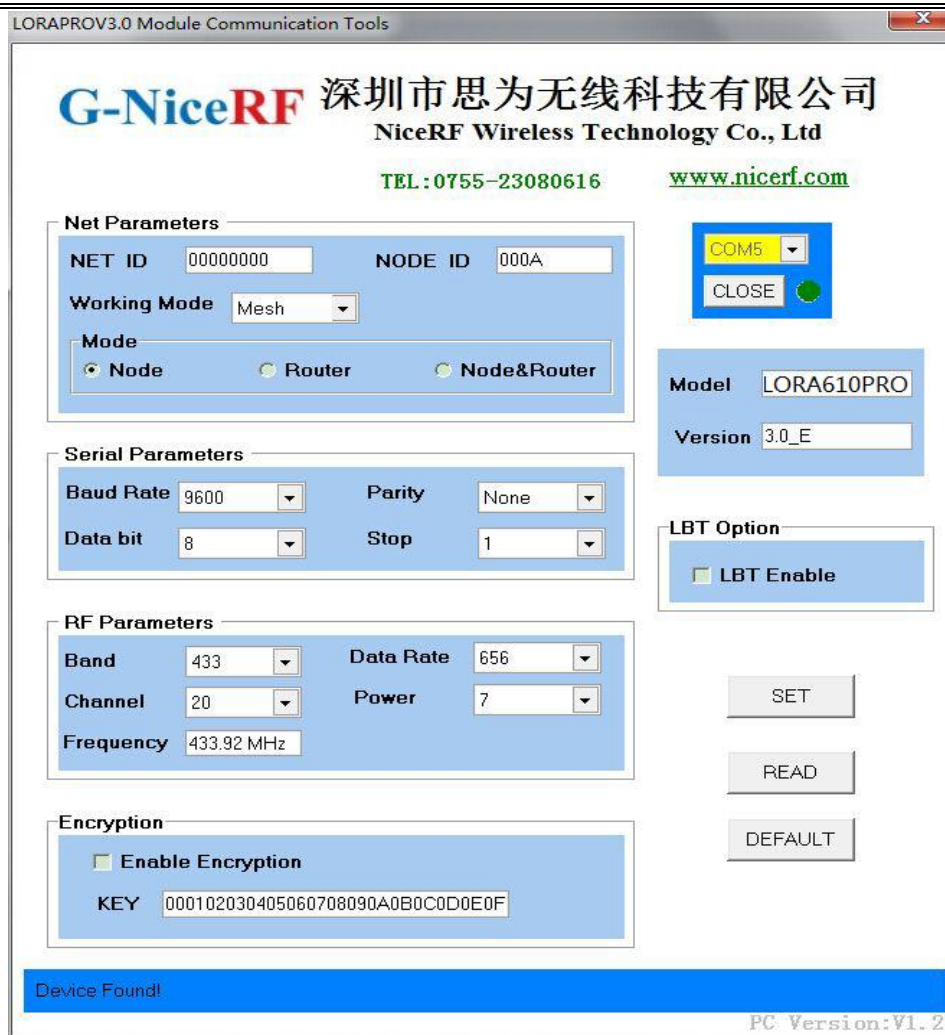 LORAPROV3.0 Module Communication Tools
G-NiceRF 深圳市思为无线科技有限公司
NiceRF Wireless Technology Co., Ltd
TEL:0755-23080616 www.nicerf.com
Net Parameters
NET ID 00000000 NODE ID 000A
Working Mode Mesh
Mode
Node Router Node&Router
COM5
CLOSE
Model LORA610PRO
Version 3.0_E
Serial Parameters
Baud Rate 9600 Parity None
Data bit 8 Stop 1
LBT Option
LBT Enable
RF Parameters
Band 433 Data Rate 656
Channel 20 Power 7
Frequency 433.92 MHz
SET
READ
DEFAULT
Encryption
Enable Encryption
KEY 000102030405060708090A0B0C0D0E0F
Device Found!
PC Version:V1.2